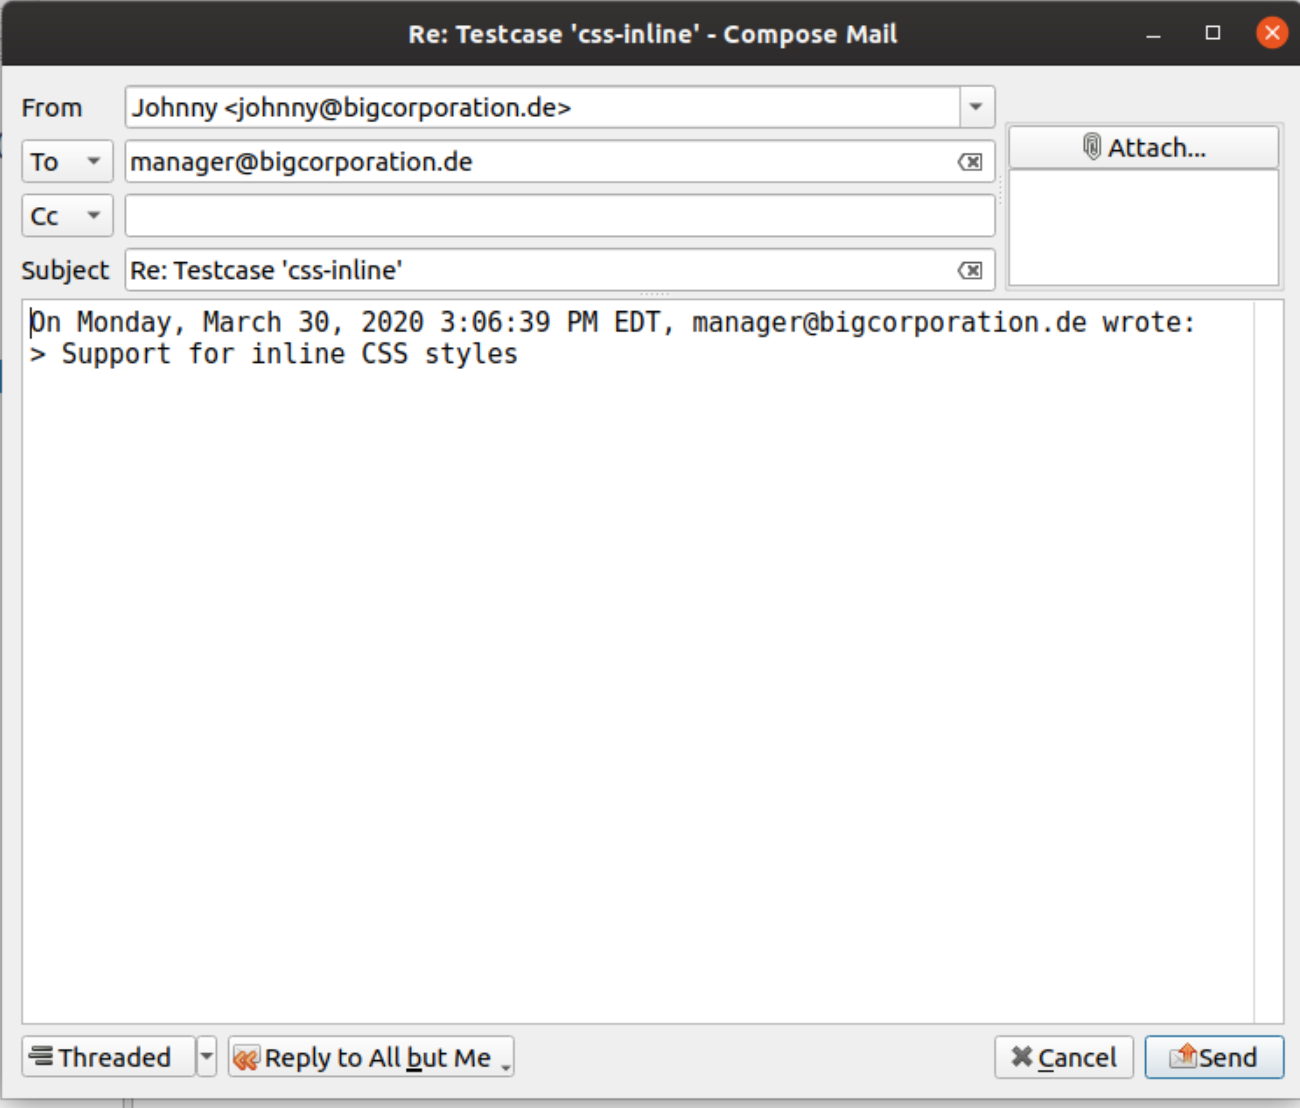 Re: Testcase 'css-inline' - Compose Mail
From Johnny <johnny@bigcorporation.de>
To manager@bigcorporation.de
Attach...
Cc
Subject Re: Testcase 'css-inline'
On Monday, March 30, 2020 3:06:39 PM EDT, manager@bigcorporation.de wrote:
> Support for inline CSS styles
Threaded Reply to All but Me Cancel Send